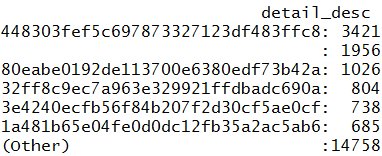 detail_desc
448303fef5c697873327123df483ffc8: 3421
: 1956
80eabe0192de113700e6380edf73b42a: 1026
32ff8c9ec7a963e329921ffdbadc690a: 804
3e4240ecfb56f84b207f2d30cf5ae0cf: 738
1a481b65e04fe0d0dc12fb35a2ac5ab6: 685
(Other) :14758